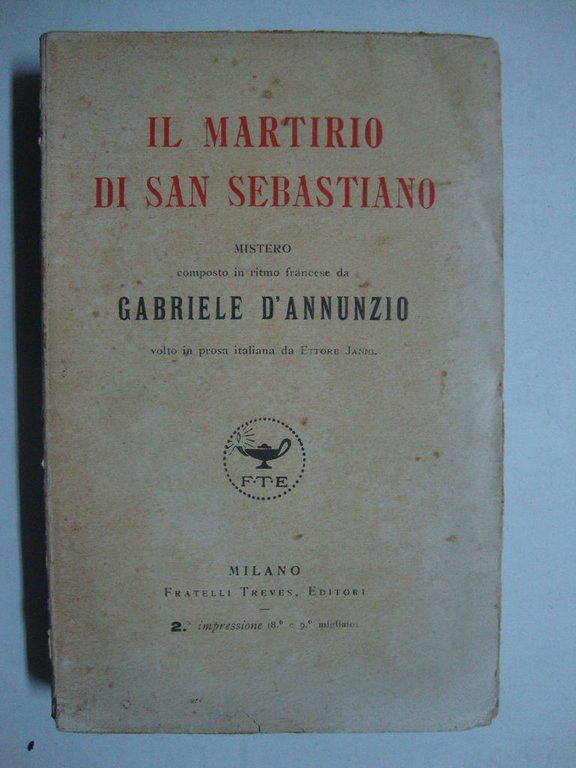 IL MARTIRIO
DI SAN SEBASTIANO
MISTERO
composto in ritmo francese da
GABRIELE D'ANNUNZIO
volto in prosa italiana da ETTORE JANNI.
F·T·E
MILANO
FRATELLI TREVES, EDITORI
2.ª impressione (8.º e 9.º migliaio).